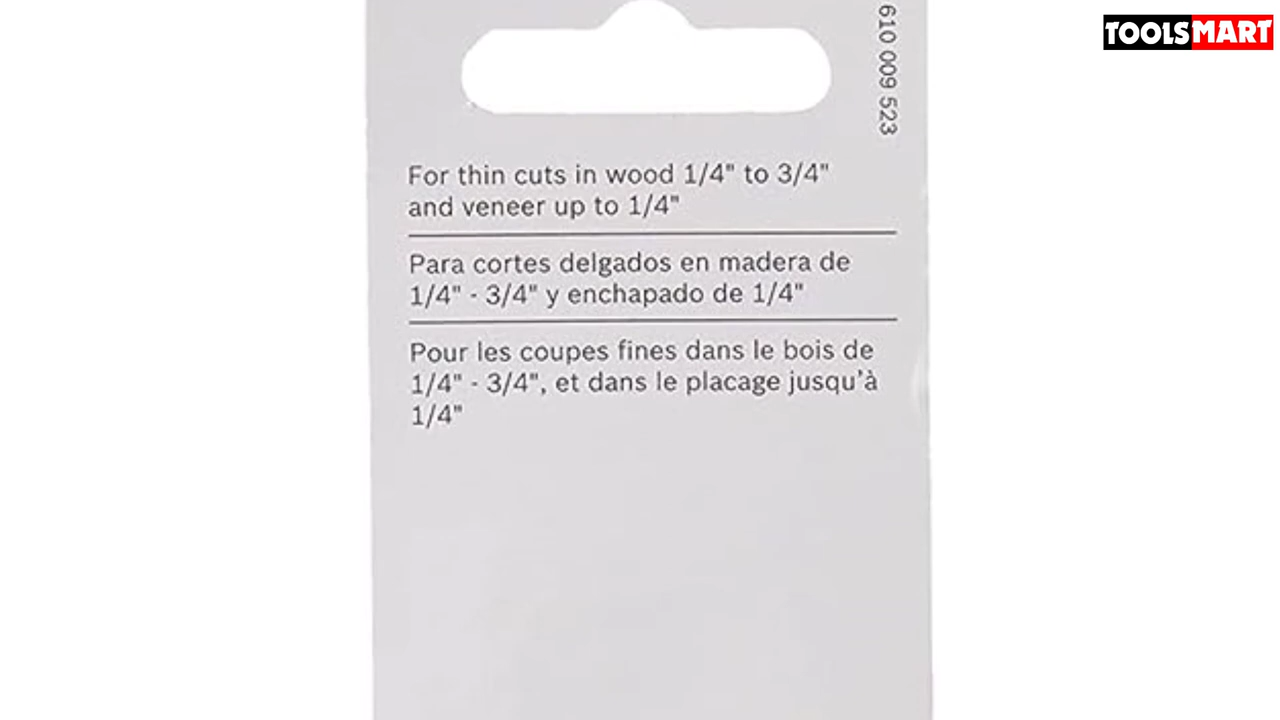 TOOLSMART
610 009 523
For thin cuts in wood 1/4" to 3/4"
and veneer up to 1/4"
Para cortes delgados en madera de
1/4" - 3/4" y enchapado de 1/4"
Pour les coupes fines dans le bois de
1/4" - 3/4", et dans le placage jusqu’à
1/4"